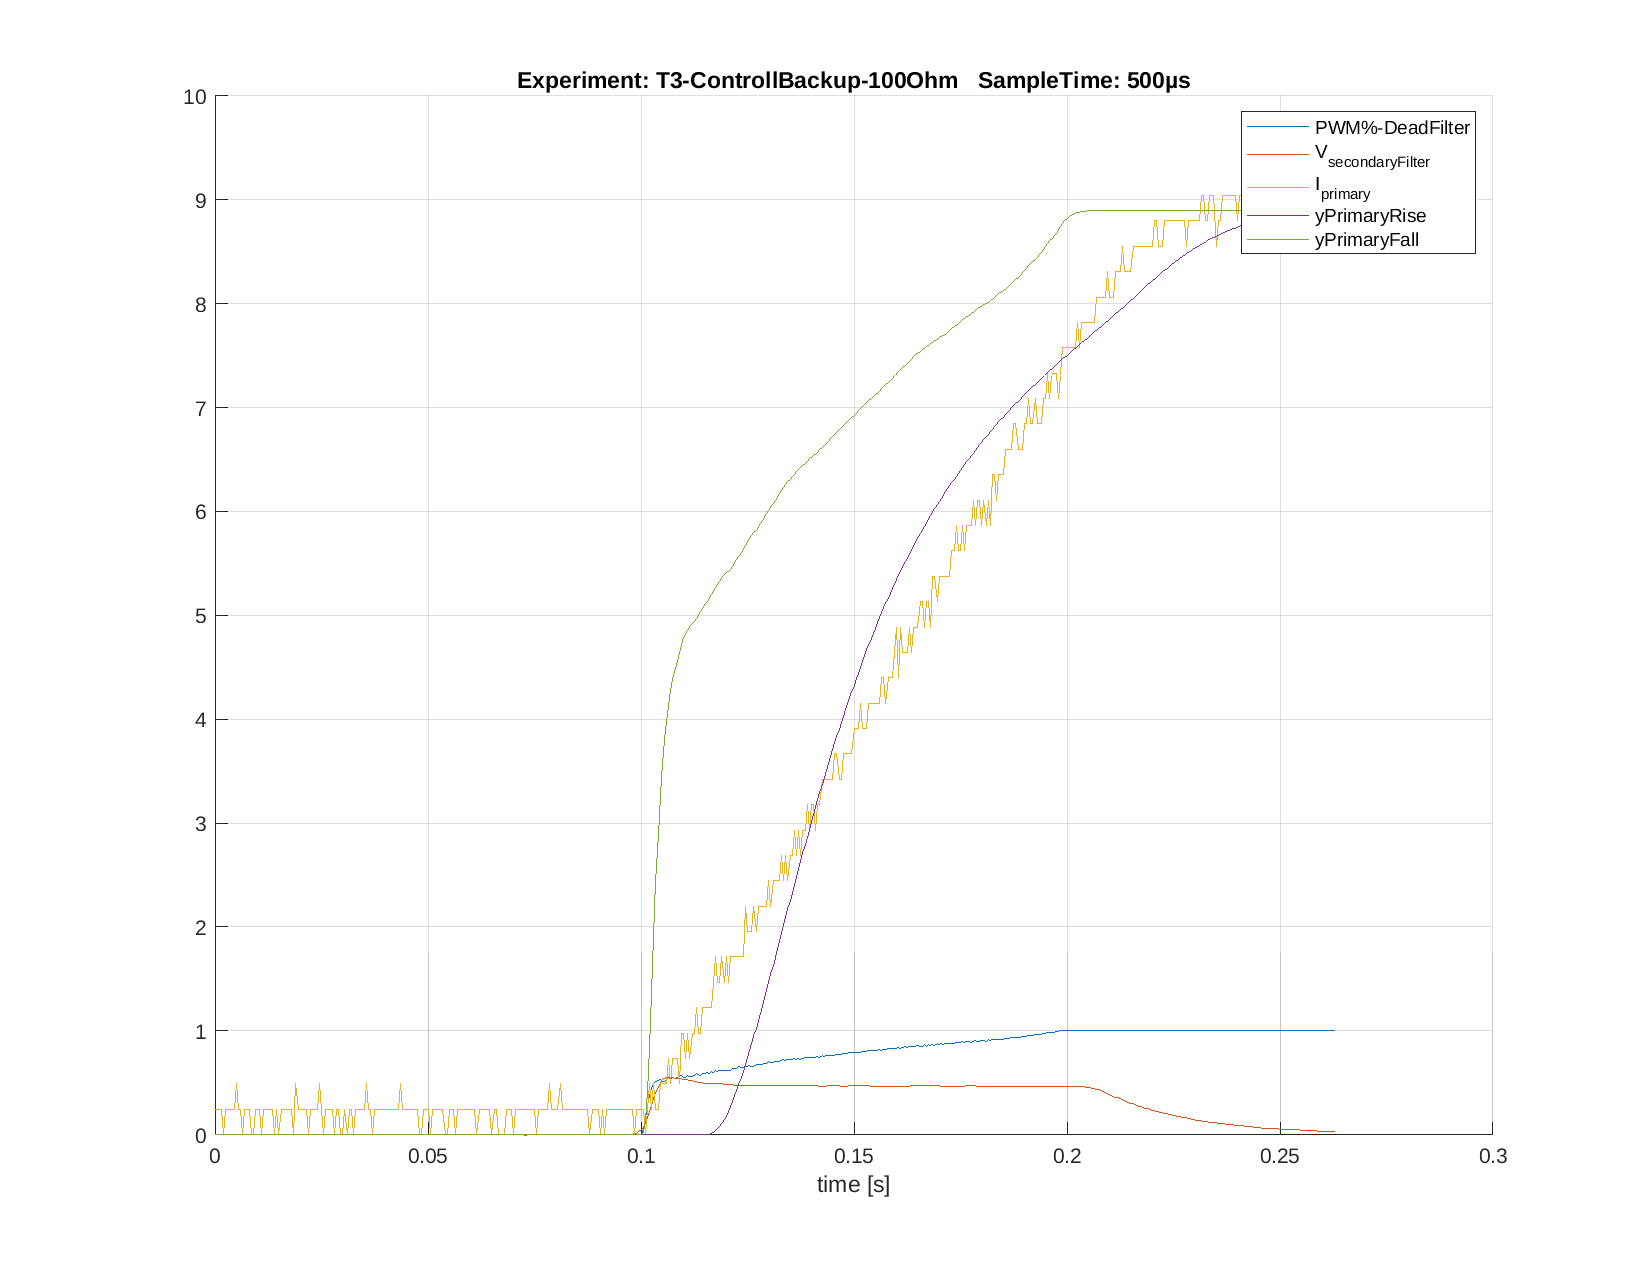 Experiment: T3-ControllBackup-100Ohm   SampleTime: 500µs
10
9
8
7
6
5
4
3
2
1
0
PWM%-DeadFilter
VsecondaryFilter
Iprimary
yPrimaryRise
yPrimaryFall
0 0.05 0.1 0.15 0.2 0.25 0.3
time [s]